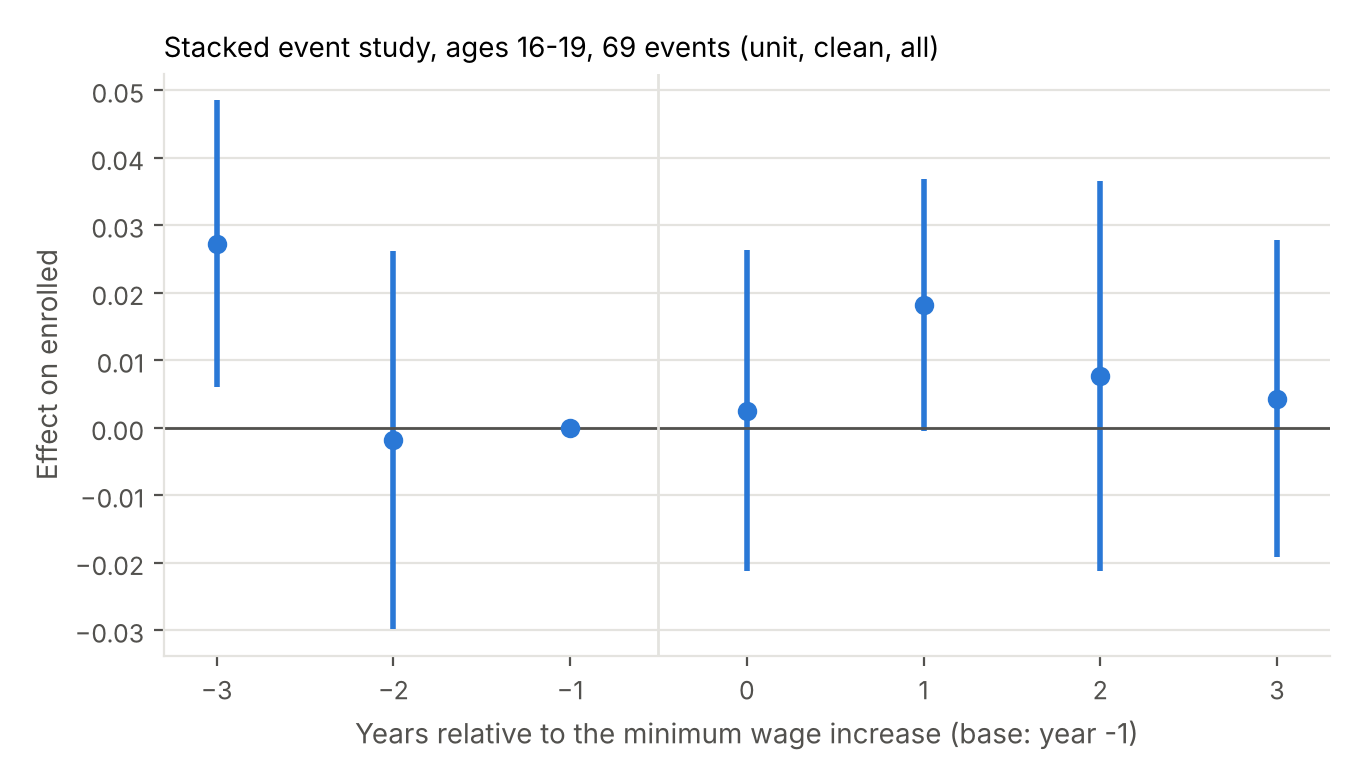 Stacked event study, ages 16-19, 69 events (unit, clean, all)
0.05
0.04
0.03
0.02
0.01
0.00
−0.01
−0.02
−0.03
Effect on enrolled
−3 −2 −1 0 1 2 3
Years relative to the minimum wage increase (base: year -1)